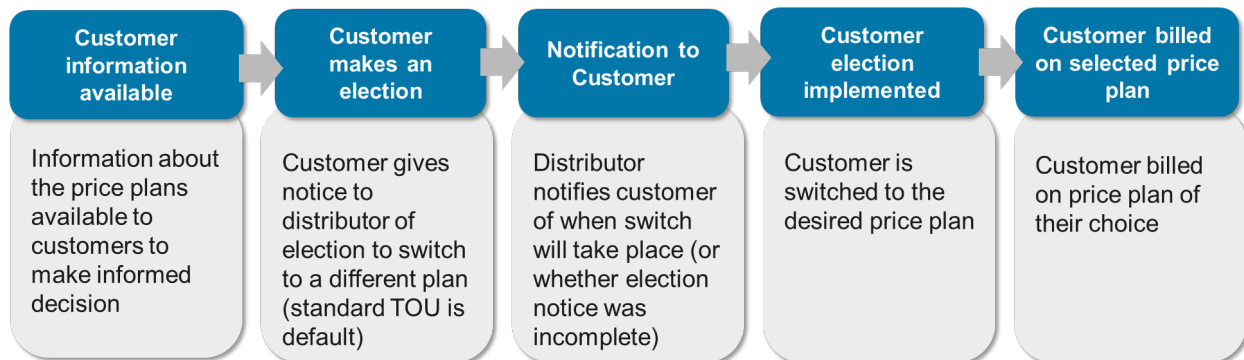 Customer
information
available
Information about
the price plans
available to
customers to
make informed
decision
Customer
makes an
election
Customer gives
notice to
distributor of
election to switch
to a different plan
(standard TOU is
default)
Notification to
Customer
Distributor
notifies customer
of when switch
will take place (or
whether election
notice was
incomplete)
Customer
election
implemented
Customer is
switched to the
desired price plan
Customer billed
on selected price
plan
Customer billed
on price plan of
their choice